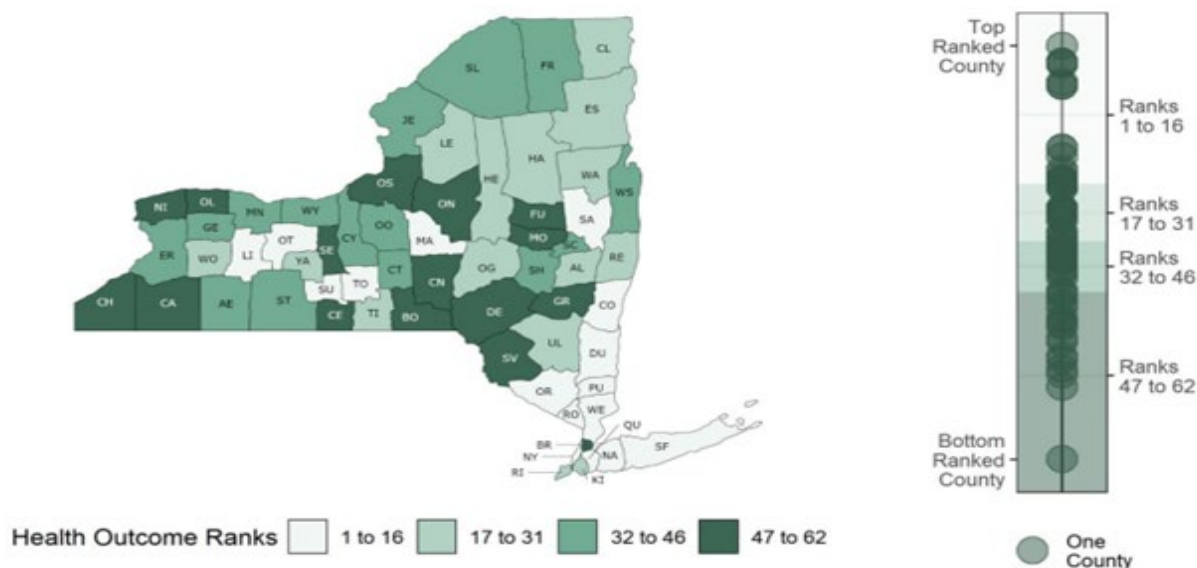 CL
SL
FR
ES
JE
LE
HA
HE
WA
OS
ON
WS
NI
OL
MN
WY
FU
SA
GE
OT
SE
CY
OO
MA
MO
SC
ER
WO
LI
YA
OG
SH
AL
RE
CT
SU
TO
CN
CH
CA
AE
ST
CE
TI
BO
DE
GR
CO
SV
UL
DU
OR
PU
RO
WE
QU
BR
NY
NA
SF
RI
KI
Health Outcome Ranks
1 to 16
17 to 31
32 to 46
47 to 62
Top
Ranked
County
Ranks
1 to 16
Ranks
17 to 31
Ranks
32 to 46
Ranks
47 to 62
Bottom
Ranked
County
One
County